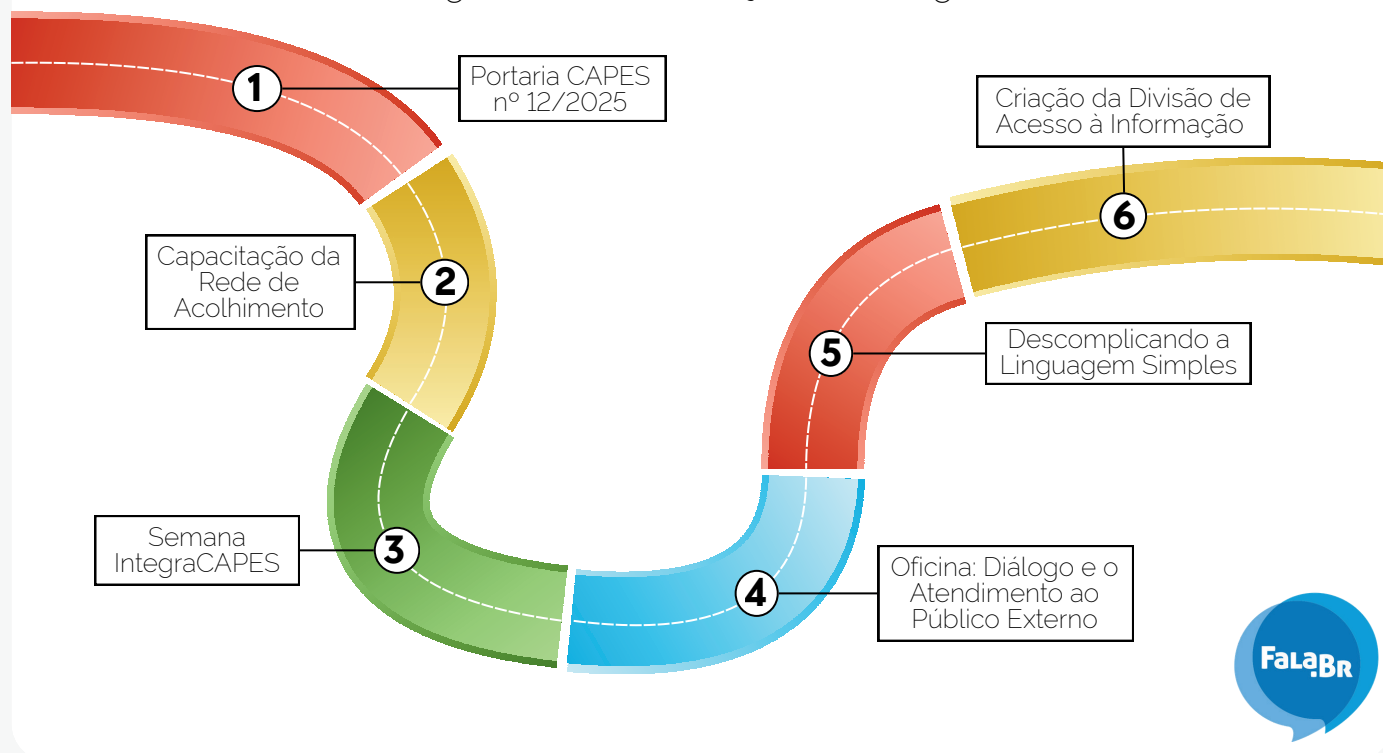 1
Portaria CAPES
nº 12/2025
2
Capacitação da
Rede de
Acolhimento
3
Semana
IntegraCAPES
4
Oficina: Diálogo e o
Atendimento ao
Público Externo
5
Descomplicando a
Linguagem Simples
6
Criação da Divisão de
Acesso à Informação
Fala.BR